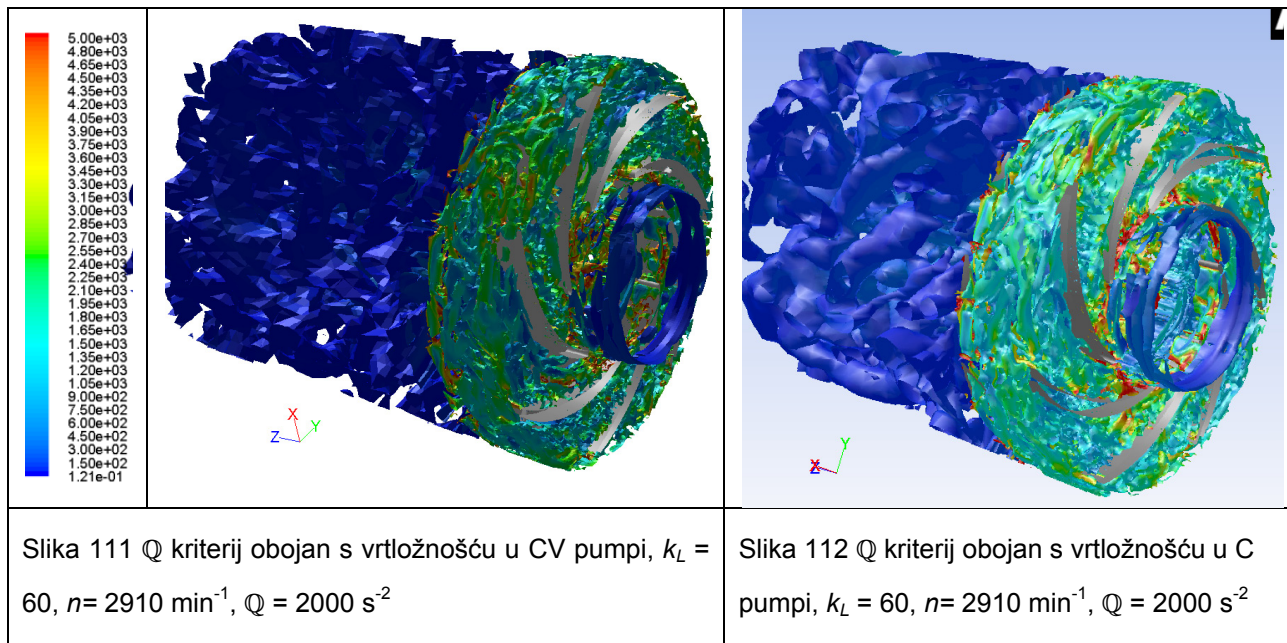 5.00e+03
4.80e+03
4.65e+03
4.50e+03
4.35e+03
4.20e+03
4.05e+03
3.90e+03
3.75e+03
3.60e+03
3.45e+03
3.30e+03
3.15e+03
3.00e+03
2.85e+03
2.70e+03
2.55e+03
2.40e+03
2.25e+03
2.10e+03
1.95e+03
1.80e+03
1.65e+03
1.50e+03
1.35e+03
1.20e+03
1.05e+03
9.00e+02
7.50e+02
6.00e+02
4.50e+02
3.00e+02
1.50e+02
1.21e-01
X
Y
Z
Y
X
Slika 111 ℚ kriterij obojan s vrtložnošću u CV pumpi, k_L =
60, n= 2910 min⁻¹, ℚ = 2000 s⁻²
Slika 112 ℚ kriterij obojan s vrtložnošću u C
pumpi, k_L = 60, n= 2910 min⁻¹, ℚ = 2000 s⁻²